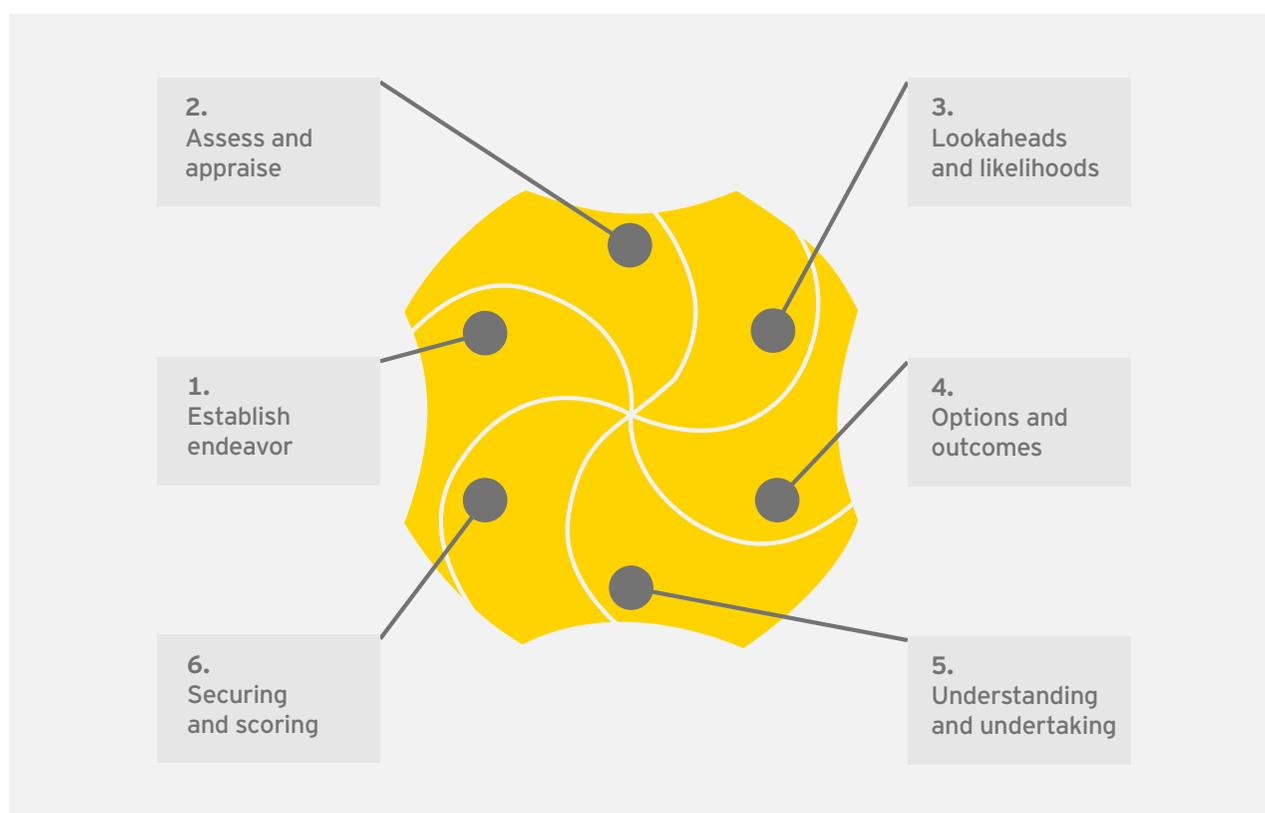 2.
Assess and
appraise
3.
Lookaheads
and likelihoods
1.
Establish
endeavor
4.
Options and
outcomes
6.
Securing
and scoring
5.
Understanding
and undertaking